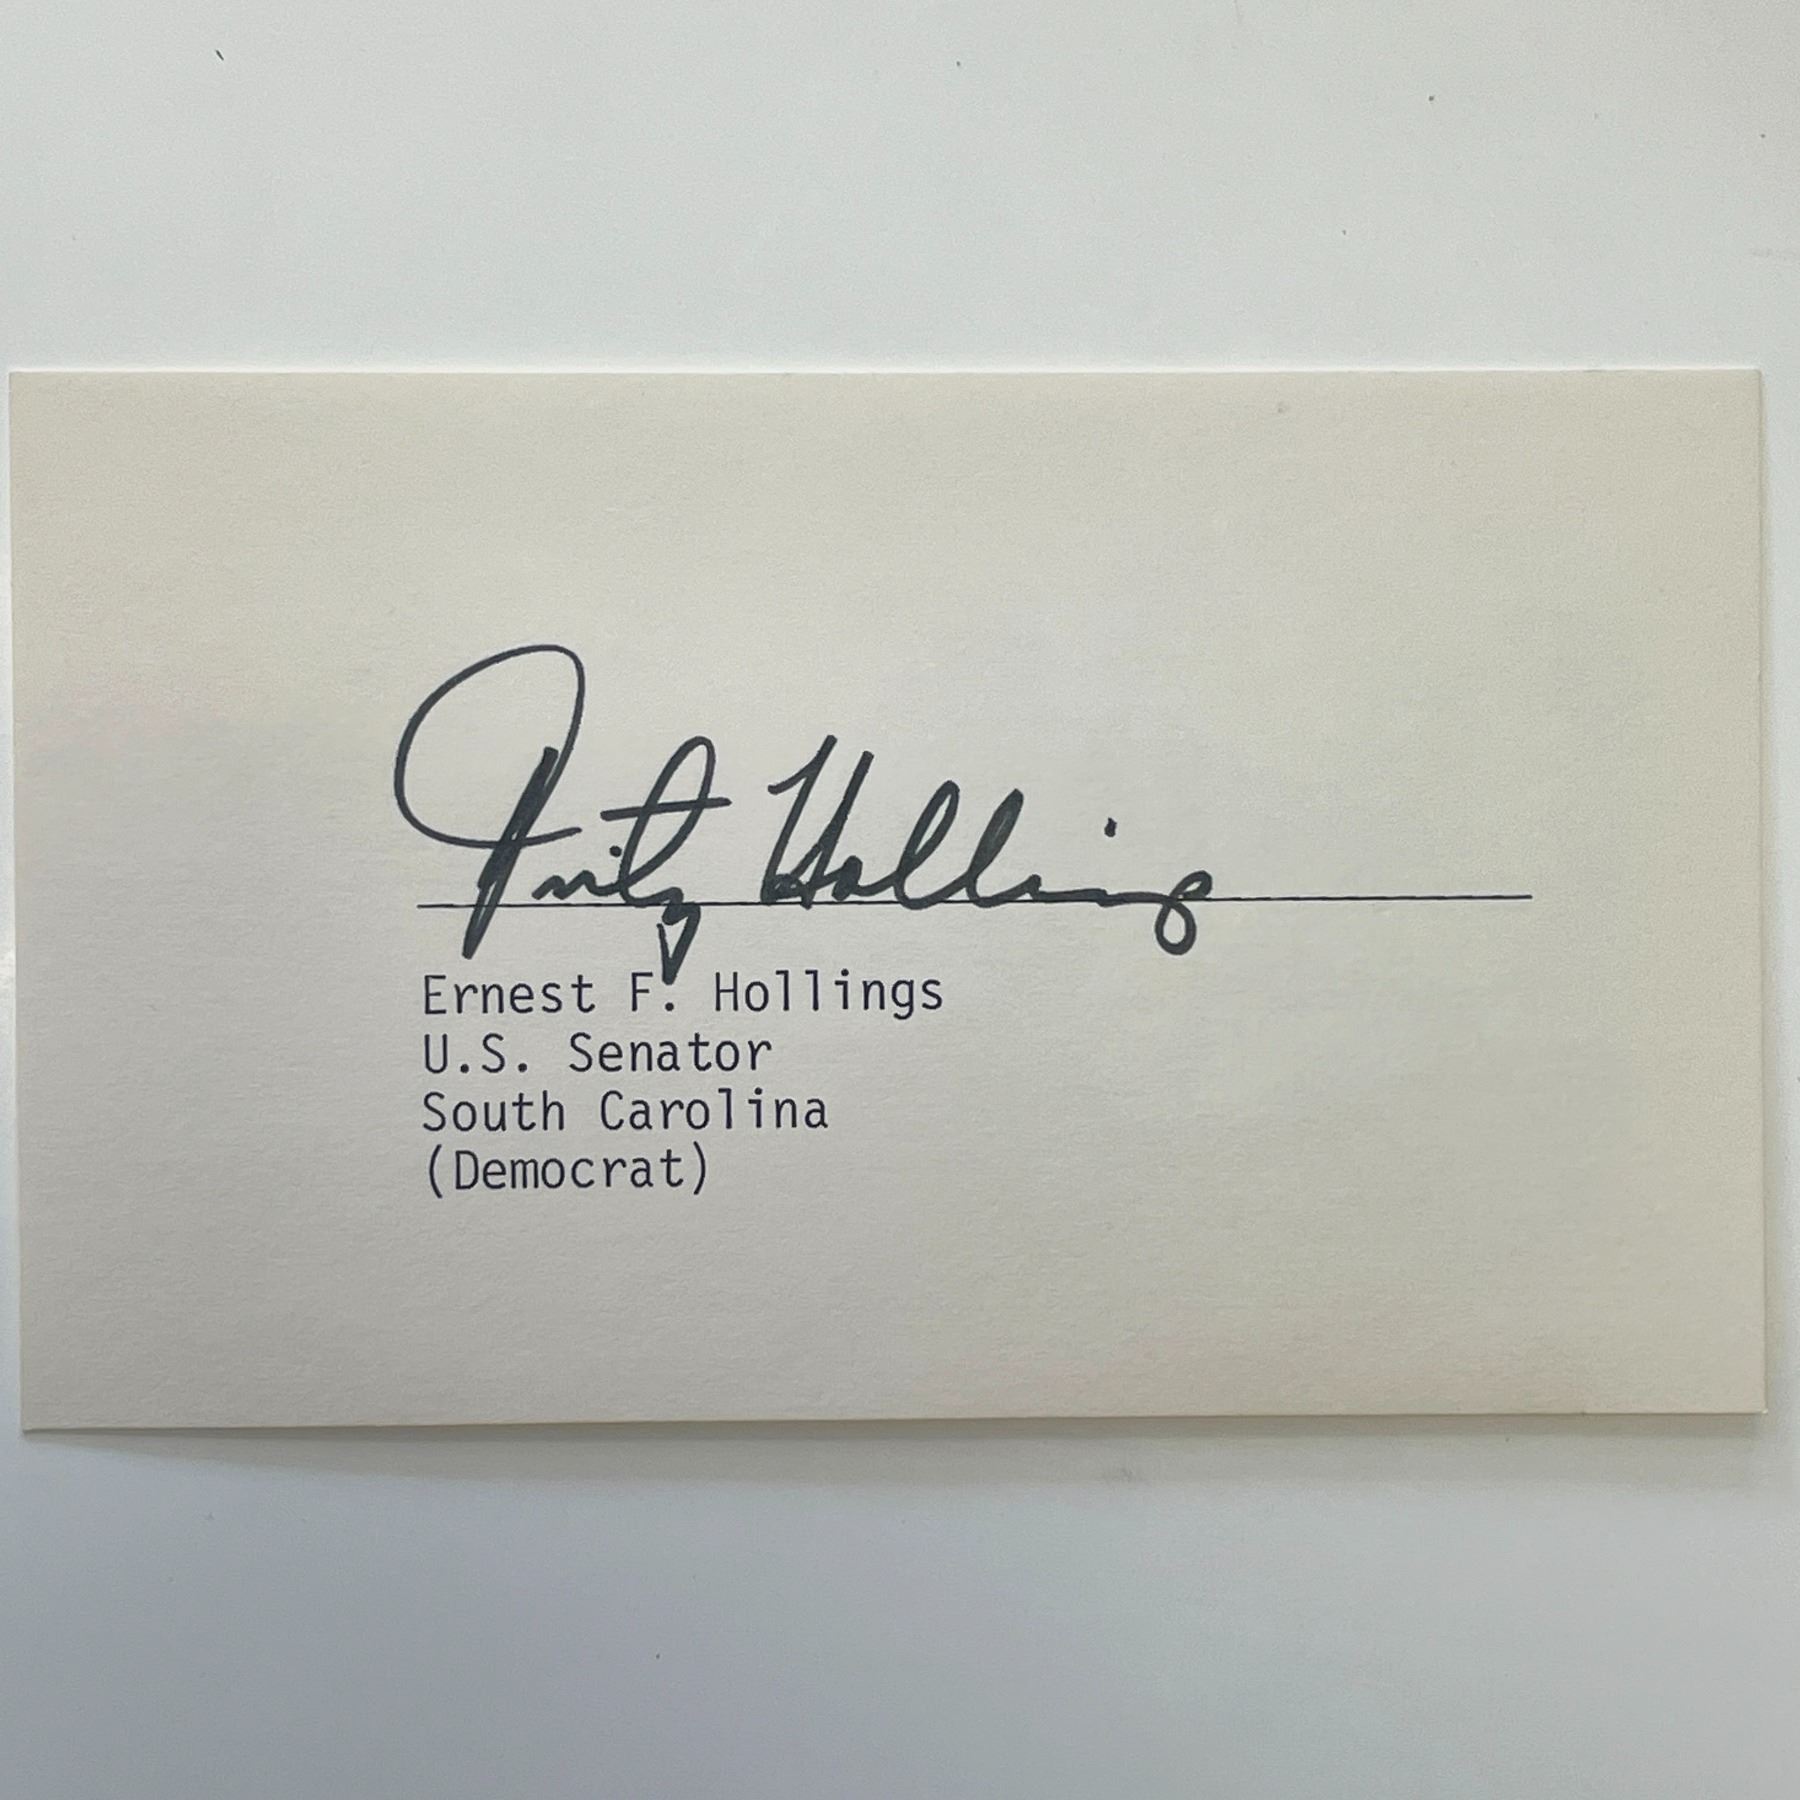 Fritz Hollings
Ernest F. Hollings
U.S. Senator
South Carolina
(Democrat)